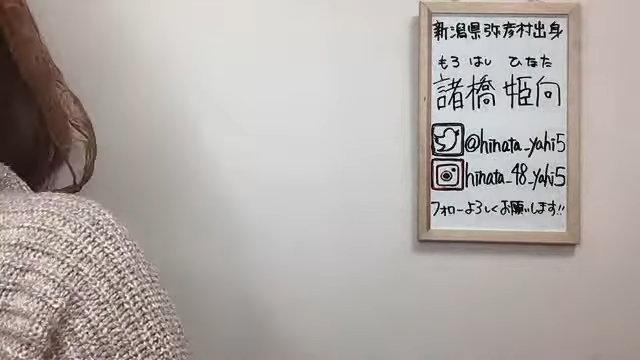 新潟県弥彦村出身
もろ はし ひなた
諸橋 姫向
@hinata_yahi5
hinata_48_yahi5
フォローよろしくお願いします!!